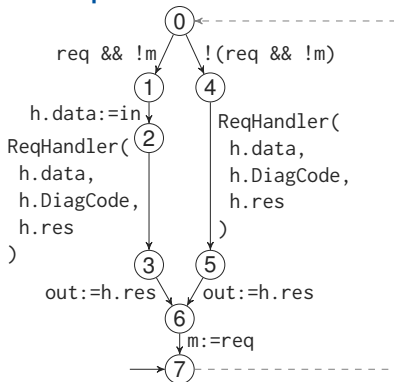 0
req && !m
!(req && !m)
1
4
h.data:=in
2
ReqHandler(
h.data,
h.DiagCode,
h.res
)
ReqHandler(
h.data,
h.DiagCode,
h.res
)
3
5
out:=h.res
out:=h.res
6
m:=req
7